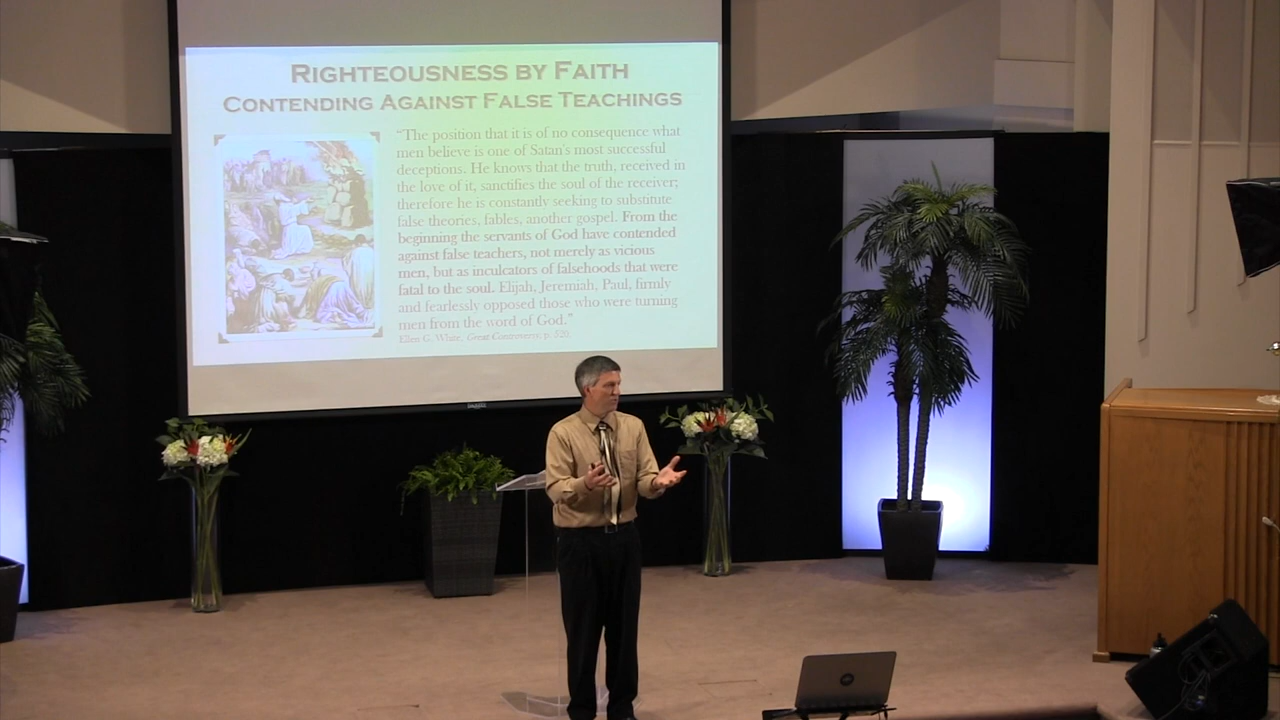 RIGHTEOUSNESS BY FAITH
CONTENDING AGAINST FALSE TEACHINGS
“The position that it is of no consequence what
men believe is one of Satan's most successful
deceptions. He knows that the truth, received in
the love of it, sanctifies the soul of the receiver;
therefore he is constantly seeking to substitute
false theories, fables, another gospel. From the
beginning the servants of God have contended
against false teachers, not merely as vicious
men, but as inculcators of falsehoods that were
fatal to the soul. Elijah, Jeremiah, Paul, firmly
and fearlessly opposed those who were turning
men from the word of God.”
Ellen G. White, Great Controversy, p. 520